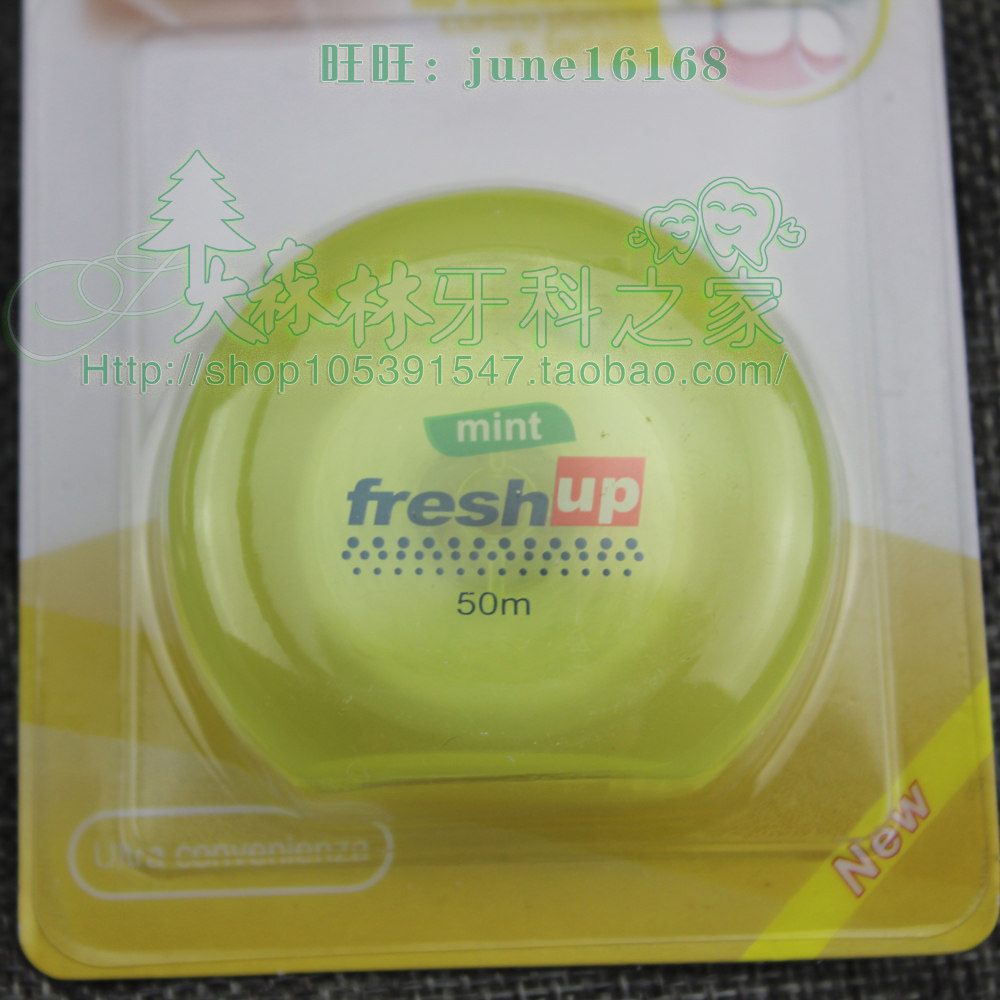 旺旺: june16168
大森林牙科之家
Http://shop105391547.taobao.com/
mint
freshup
50m
Ultra convenienze
New